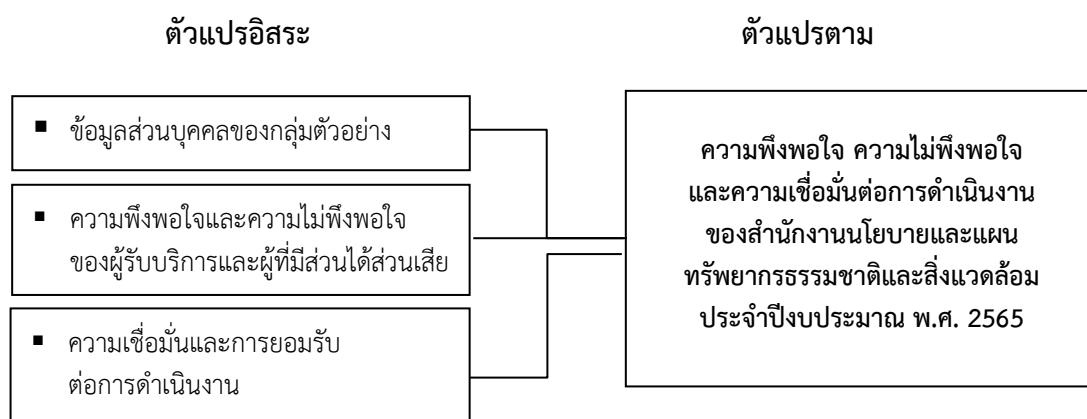 ตัวแปรอิสระ
ตัวแปรตาม
▪ ข้อมูลส่วนบุคคลของกลุ่มตัวอย่าง
▪ ความพึงพอใจและความไม่พึงพอใจ
ของผู้รับบริการและผู้ที่มีส่วนได้ส่วนเสีย
▪ ความเชื่อมั่นและการยอมรับ
ต่อการดำเนินงาน
ความพึงพอใจ ความไม่พึงพอใจ
และความเชื่อมั่นต่อการดำเนินงาน
ของสำนักงานนโยบายและแผน
ทรัพยากรธรรมชาติและสิ่งแวดล้อม
ประจำปีงบประมาณ พ.ศ. 2565